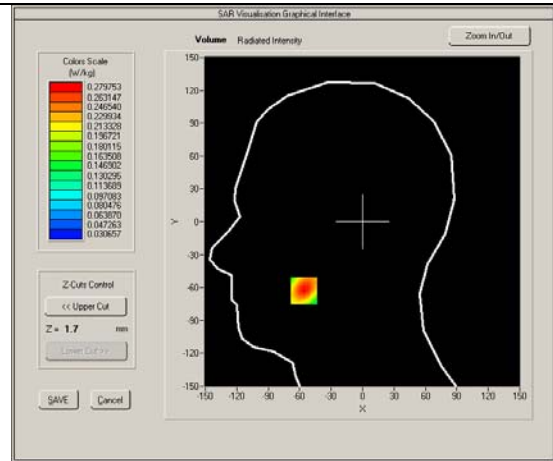 SAR Visualisation Graphical Interface
Volume Radiated Intensity
Zoom In/Out
Colors Scale
(W/kg)
0.279753
0.263147
0.246540
0.229934
0.213328
0.196721
0.180115
0.163508
0.146902
0.130295
0.113689
0.097083
0.080476
0.063870
0.047263
0.030657
Z-Cuts Control
<< Upper Cut
Z = 1.7 mm
Lower Cut >>
SAVE Cancel
150-
120-
90-
60-
30-
Y 0-
-30-
-60-
-90-
-120-
-150-
-150 -120 -90 -60 -30 0 30 60 90 120 150
X